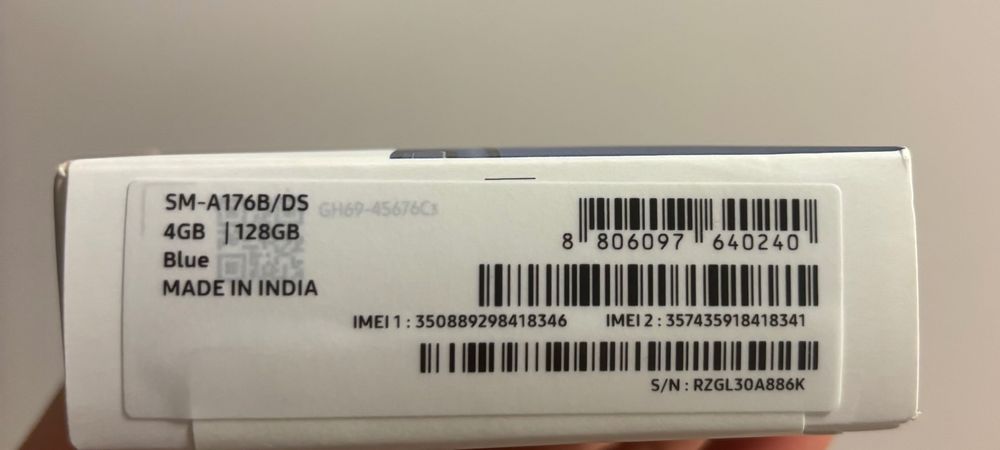 SM-A176B/DS
GH69-45676C
4GB | 128GB
Blue
MADE IN INDIA
8 806097 640240
IMEI 1 : 350889298418346 IMEI 2 : 357435918418341
S/N : RZGL30A886K